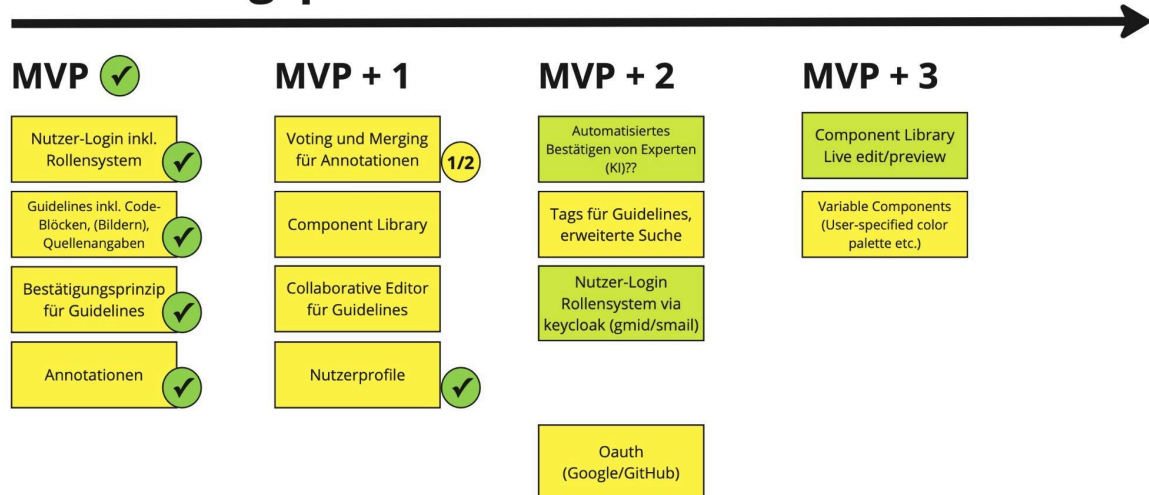 MVP
Nutzer-Login inkl.
Rollensystem
Guidelines inkl. Code-
Blöcken, (Bildern),
Quellenangaben
Bestätigungsprinzip
für Guidelines
Annotationen
MVP + 1
Voting und Merging
für Annotationen
1/2
Component Library
Collaborative Editor
für Guidelines
Nutzerprofile
MVP + 2
Automatisiertes
Bestätigen von Experten
(KI)??
Tags für Guidelines,
erweiterte Suche
Nutzer-Login
Rollensystem via
keycloak (gmid/smail)
Oauth
(Google/GitHub)
MVP + 3
Component Library
Live edit/preview
Variable Components
(User-specified color
palette etc.)